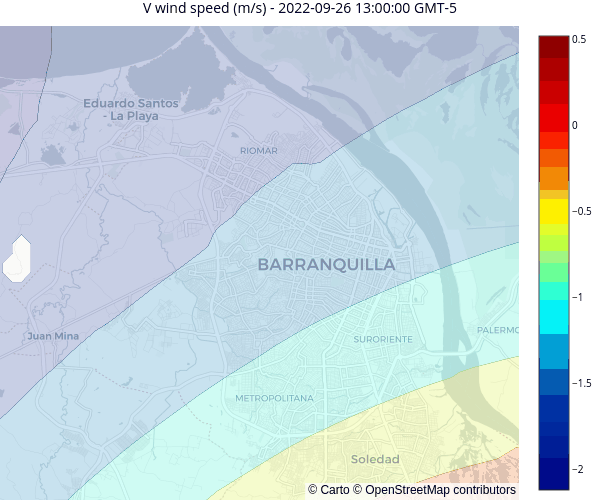 V wind speed (m/s) - 2022-09-26 13:00:00 GMT-5
0.5
Eduardo Santos
- La Playa
0
RIOMAR
−0.5
BARRANQUILLA
−1
PALERMO
Juan Mina
SURORIENTE
−1.5
METROPOLITANA
Soledad
−2
© Carto © OpenStreetMap contributors